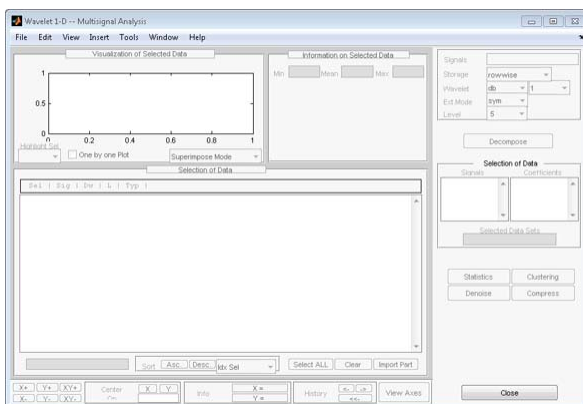 Wavelet 1-D -- Multisignal Analysis
File Edit View Insert Tools Window Help
Visualization of Selected Data
1
0.5
0
0 0.2 0.4 0.6 0.8 1
Highlight Sel
One by one Plot
Superimpose Mode
Information on Selected Data
Min Mean Max
Selection of Data
Sel | Sig | Dw | L | Typ |
Sort Asc. Desc. Idx Sel
Select ALL Clear Import Part
X+ Y+ XY+
X- Y- XY-
Center On X Y
Info X =
Y =
History <- ->
<<-
View Axes
Signals
Storage rowwise
Wavelet db 1
Ext.Mode sym
Level 5
Decompose
Selection of Data
Signals Coefficients
Selected Data Sets
Statistics Clustering
Denoise Compress
Close